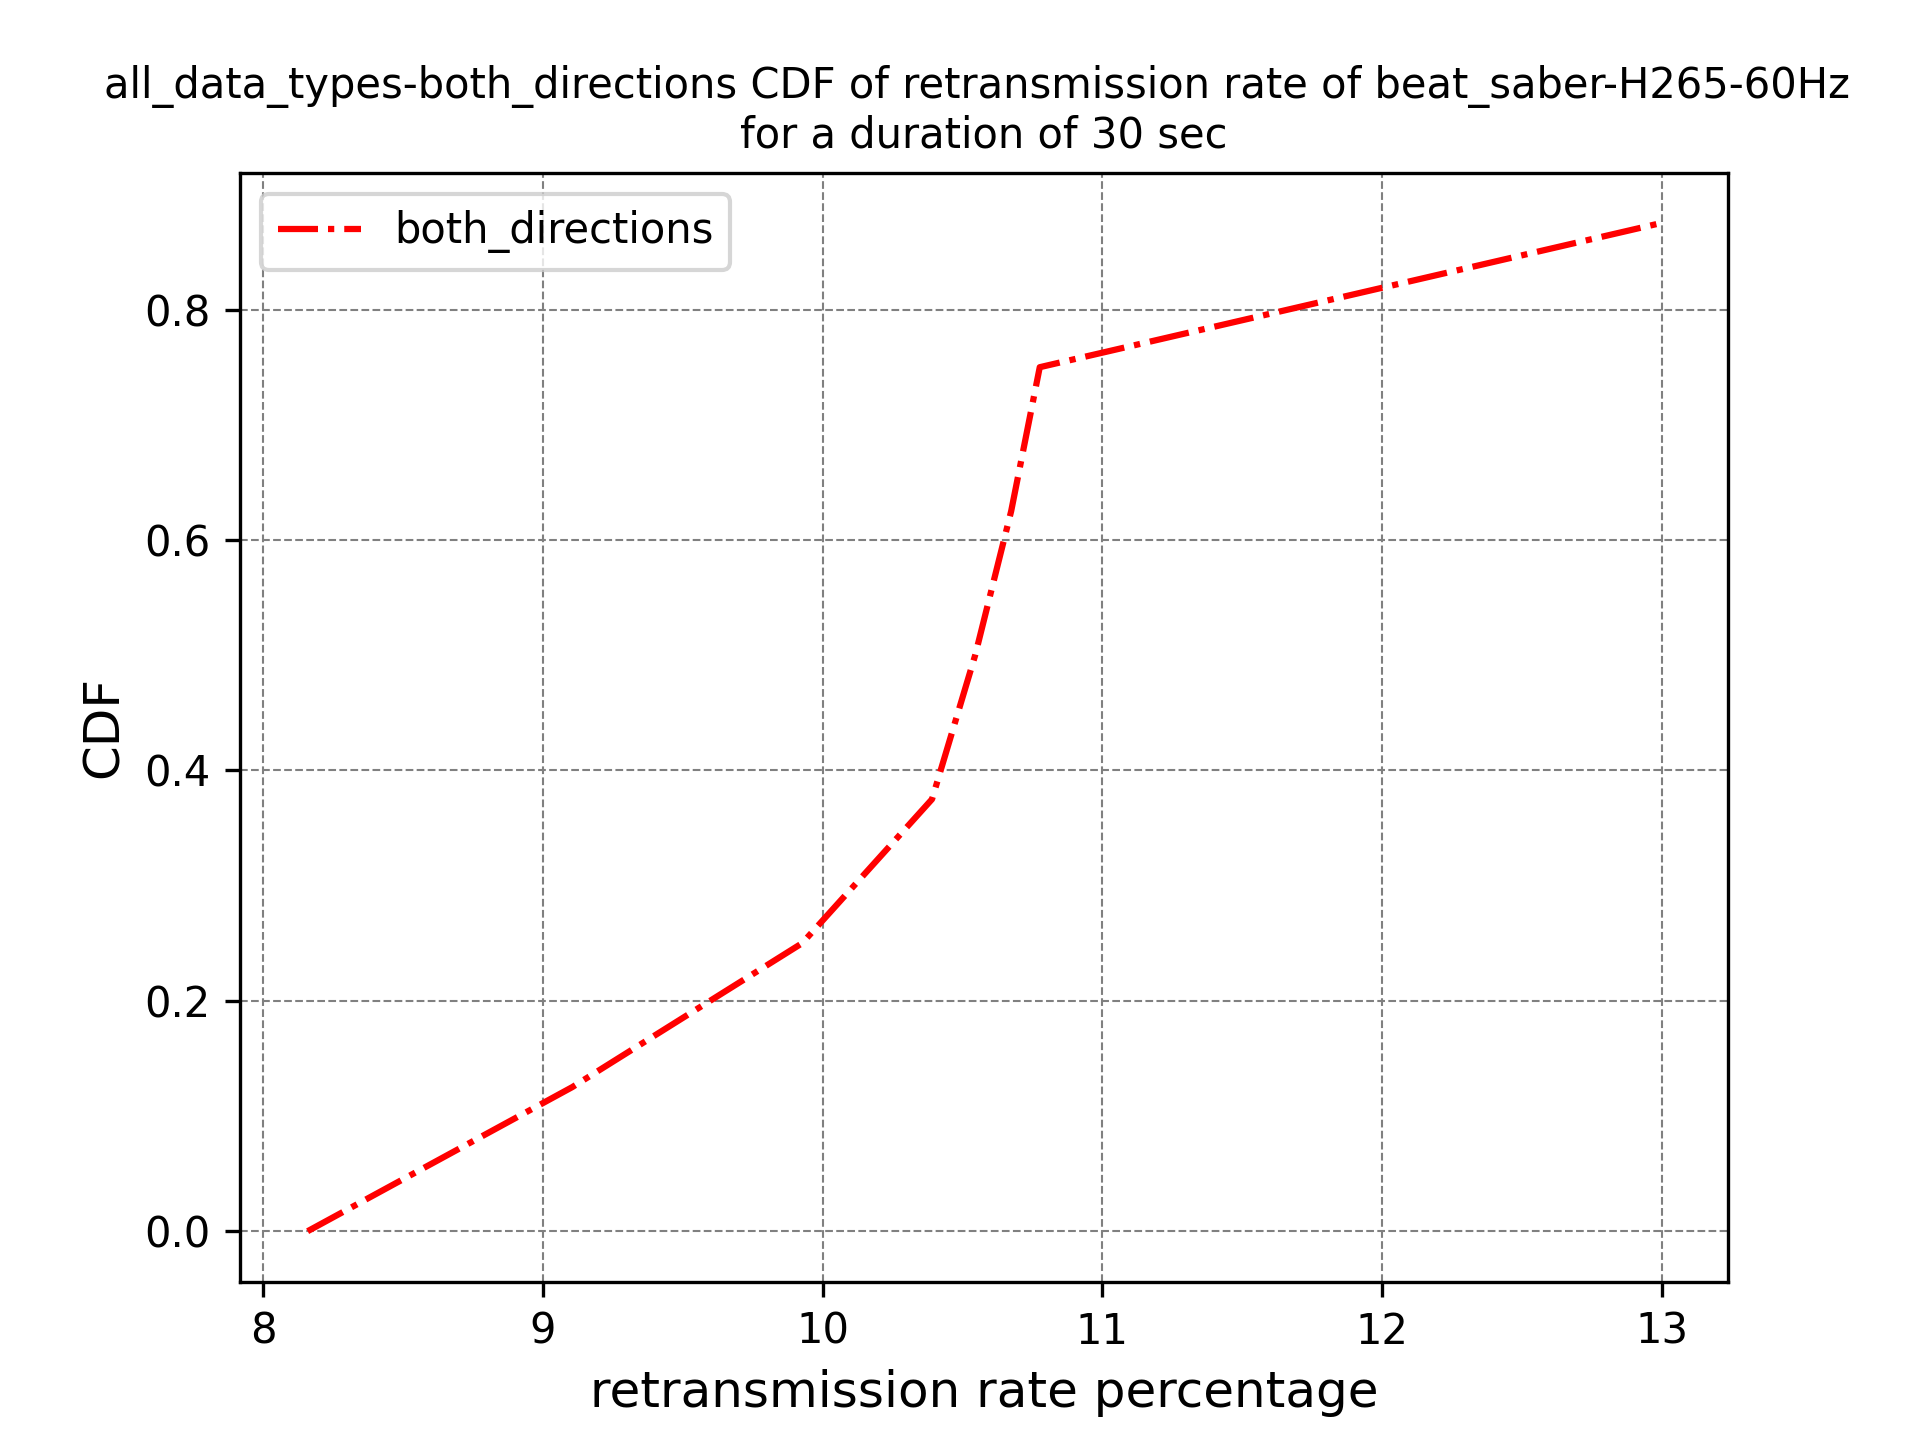 all_data_types-both_directions CDF of retransmission rate of beat_saber-H265-60Hz
for a duration of 30 sec
both_directions
0.8
0.6
0.4
0.2
0.0
CDF
8 9 10 11 12 13
retransmission rate percentage